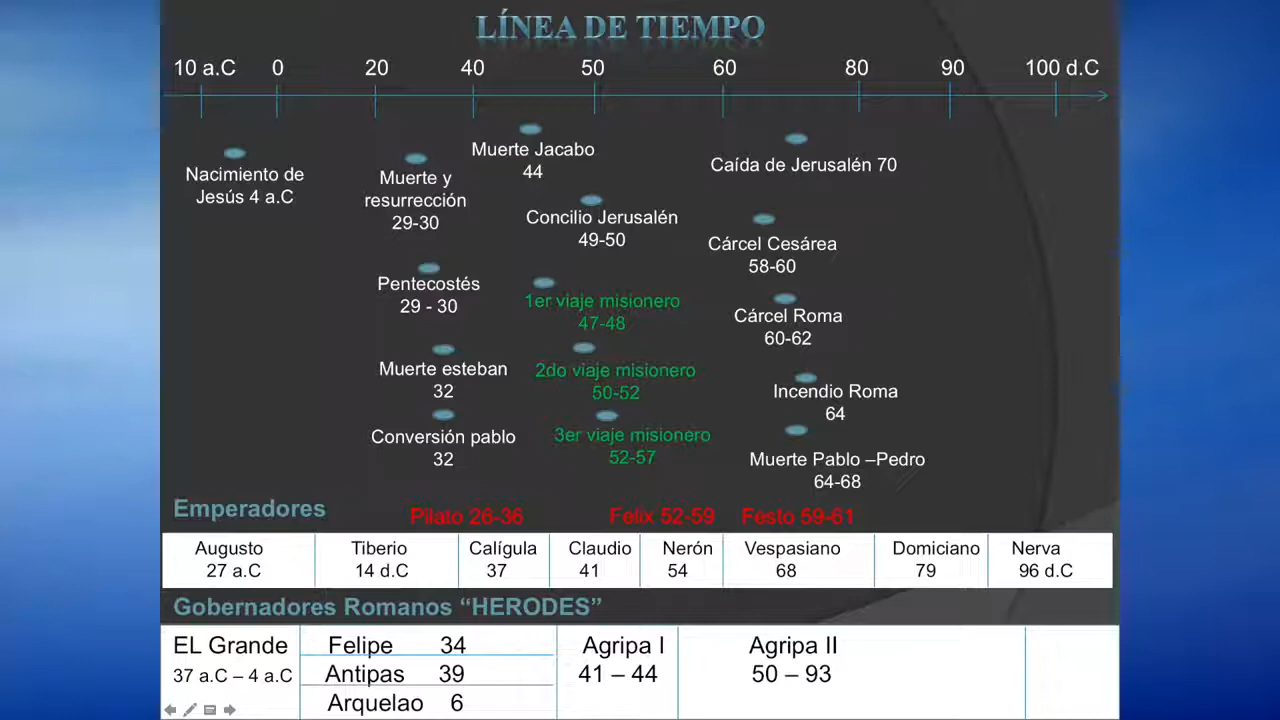 LÍNEA DE TIEMPO
10 a.C 0 20 40 50 60 80 90 100 d.C
Nacimiento de
Jesús 4 a.C
Muerte y
resurrección
29-30
Pentecostés
29 - 30
Muerte esteban
32
Conversión pablo
32
Muerte Jacabo
44
Concilio Jerusalén
49-50
1er viaje misionero
47-48
2do viaje misionero
50-52
3er viaje misionero
52-57
Caída de Jerusalén 70
Cárcel Cesárea
58-60
Cárcel Roma
60-62
Incendio Roma
64
Muerte Pablo –Pedro
64-68
Emperadores
Pilato 26-36 Felix 52-59 Festo 59-61
Augusto Tiberio Calígula Claudio Nerón Vespasiano Domiciano Nerva
27 a.C 14 d.C 37 41 54 68 79 96 d.C
Gobernadores Romanos “HERODES”
EL Grande Felipe 34 Agripa I Agripa II
37 a.C – 4 a.C Antipas 39 41 – 44 50 – 93
Arquelao 6